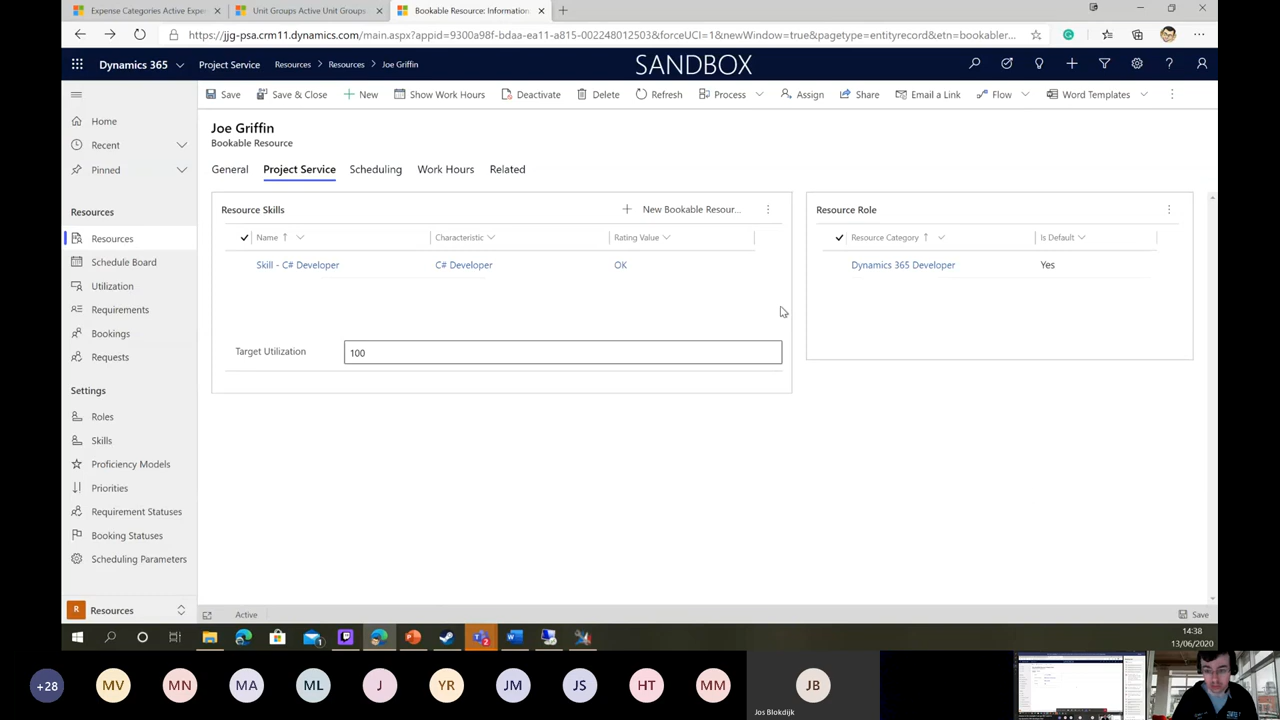 Expense Categories Active Expe
Unit Groups Active Unit Groups
Bookable Resource: Information
https://jjg-psa.crm11.dynamics.com/main.aspx?appid=930ba98f-bdaa-ea11-a815-002248012503&forceUCI=1&newWindow=true&pagetype=entityrecord&etn=bookabler...
Dynamics 365
Project Service
Resources > Resources > Joe Griffin
SANDBOX
Save
Save & Close
New
Show Work Hours
Deactivate
Delete
Refresh
Process
Assign
Share
Email a Link
Flow
Word Templates
Home
Recent
Pinned
Resources
Resources
Schedule Board
Utilization
Requirements
Bookings
Requests
Settings
Roles
Skills
Proficiency Models
Priorities
Requirement Statuses
Booking Statuses
Scheduling Parameters
R Resources
Joe Griffin
Bookable Resource
General Project Service Scheduling Work Hours Related
Resource Skills
New Bookable Resour...
Name Characteristic Rating Value
Skill - C# Developer C# Developer OK
Target Utilization 100
Resource Role
Resource Category Is Default
Dynamics 365 Developer Yes
Active
Save
14:38
13/06/2020
+28 MV MN MA ML J R JM JS HT IM JB
Jos Blokdijk